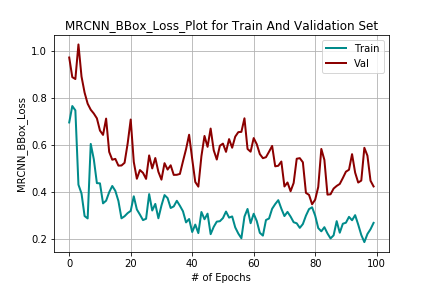 MRCNN_BBox_Loss_Plot for Train And Validation Set
Train
Val
MRCNN_BBox_Loss
1.0
0.8
0.6
0.4
0.2
0 20 40 60 80 100
# of Epochs